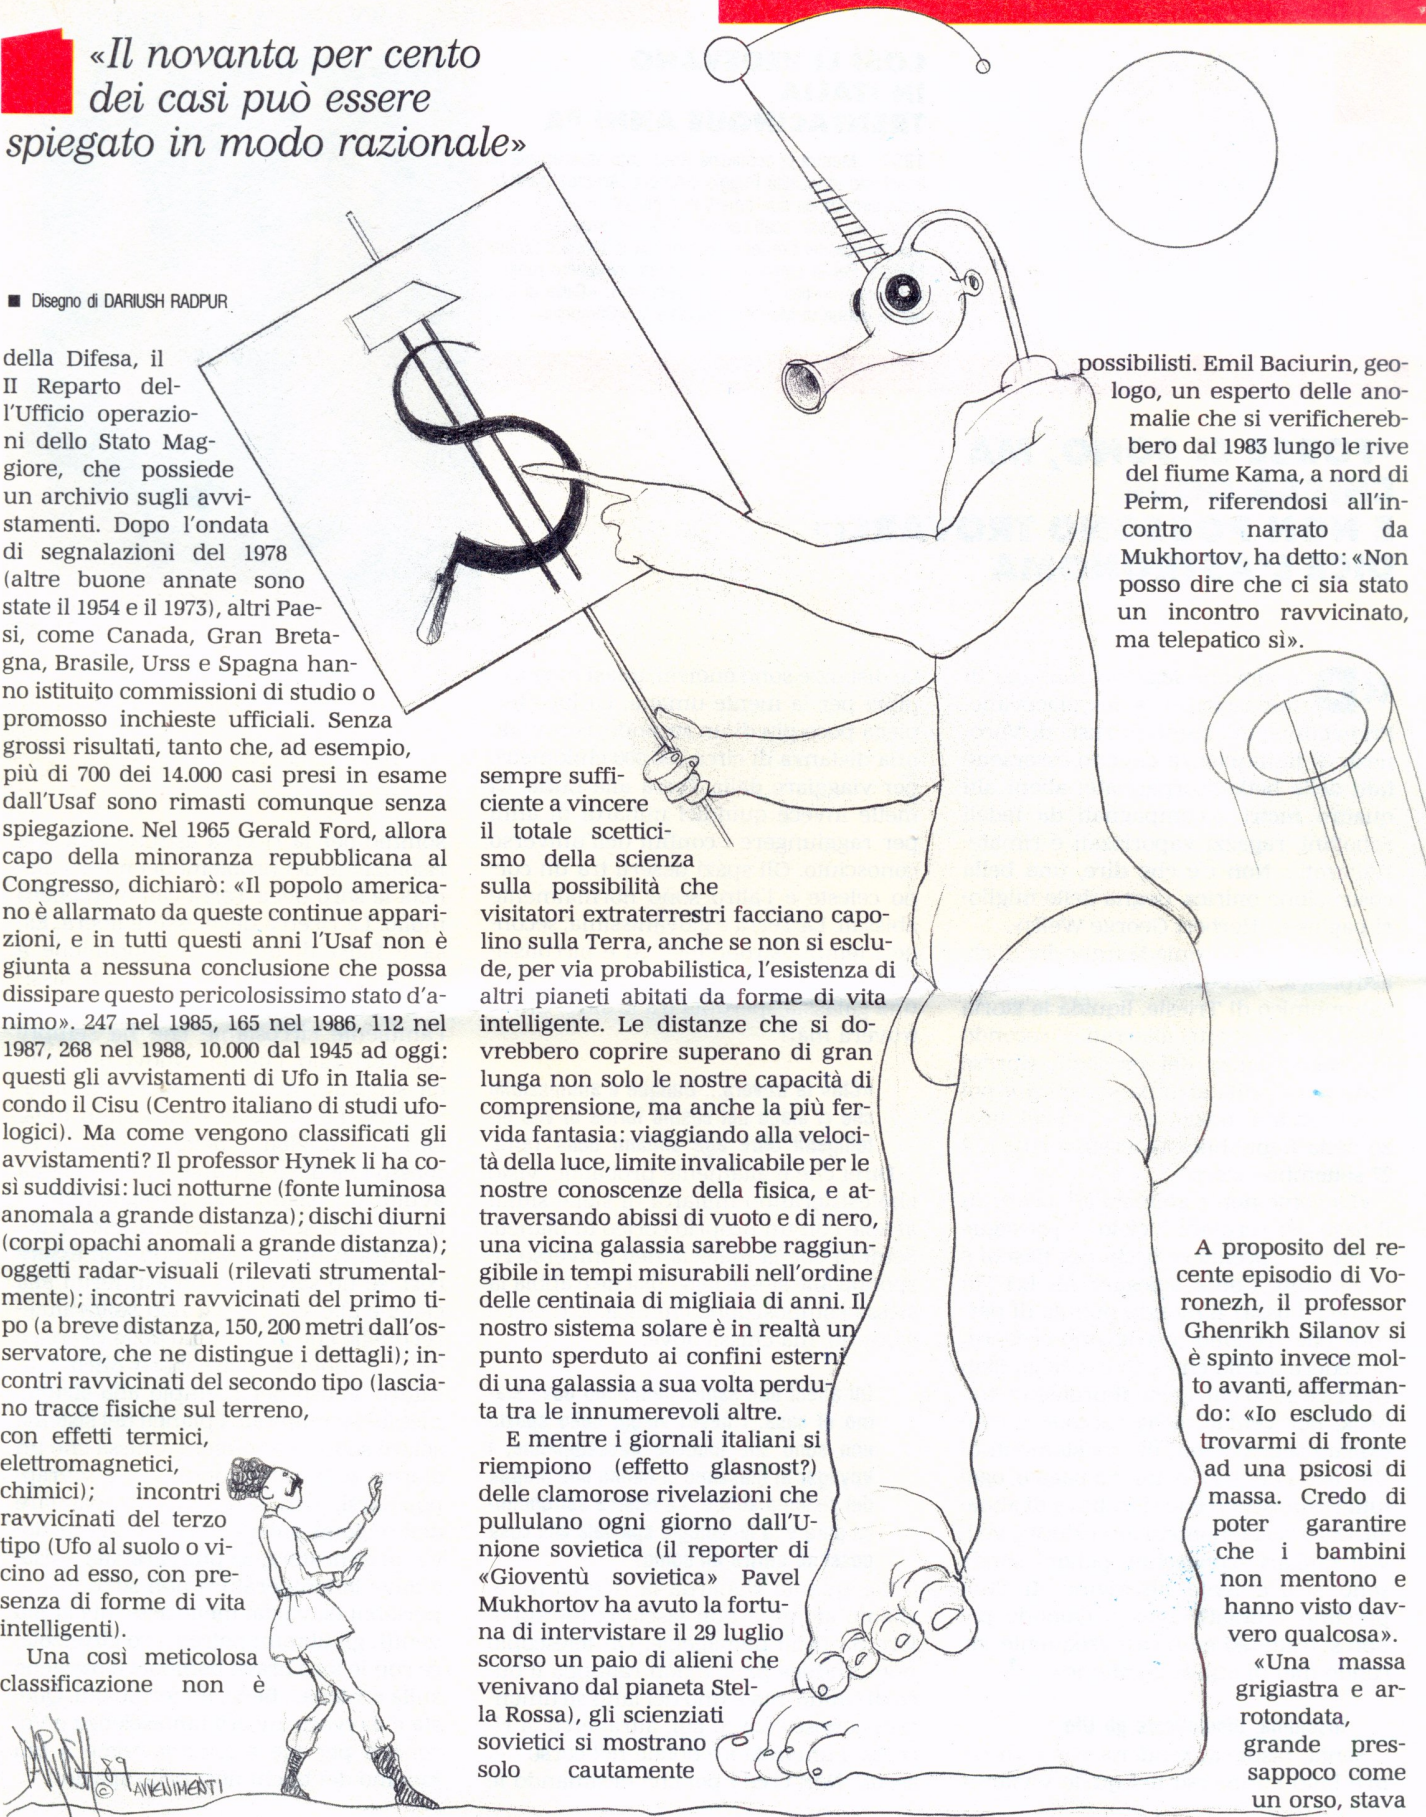 «Il novanta per cento
dei casi può essere
spiegato in modo razionale»
■ Disegno di DARIUSH RADPUR
della Difesa, il
II Reparto del-
l'Ufficio operazio-
ni dello Stato Mag-
giore, che possiede
un archivio sugli avvi-
stamenti. Dopo l'ondata
di segnalazioni del 1978
(altre buone annate sono
state il 1954 e il 1973), altri Pae-
si, come Canada, Gran Breta-
gna, Brasile, Urss e Spagna han-
no istituito commissioni di studio o
promosso inchieste ufficiali. Senza
grossi risultati, tanto che, ad esempio,
più di 700 dei 14.000 casi presi in esame
dall'Usaf sono rimasti comunque senza
spiegazione. Nel 1965 Gerald Ford, allora
capo della minoranza repubblicana al
Congresso, dichiarò: «Il popolo america-
no è allarmato da queste continue appari-
zioni, e in tutti questi anni l'Usaf non è
giunta a nessuna conclusione che possa
dissipare questo pericolosissimo stato d'a-
nimo». 247 nel 1985, 165 nel 1986, 112 nel
1987, 268 nel 1988, 10.000 dal 1945 ad oggi:
questi gli avvistamenti di Ufo in Italia se-
condo il Cisu (Centro italiano di studi ufo-
logici). Ma come vengono classificati gli
avvistamenti? Il professor Hynek li ha co-
sì suddivisi: luci notturne (fonte luminosa
anomala a grande distanza); dischi diurni
(corpi opachi anomali a grande distanza);
oggetti radar-visuali (rilevati strumental-
mente); incontri ravvicinati del primo ti-
po (a breve distanza, 150, 200 metri dall'os-
servatore, che ne distingue i dettagli); in-
contri ravvicinati del secondo tipo (lascia-
no tracce fisiche sul terreno,
con effetti termici,
elettromagnetici,
chimici); incontri
ravvicinati del terzo
tipo (Ufo al suolo o vi-
cino ad esso, con pre-
senza di forme di vita
intelligenti).
Una così meticolosa
classificazione non è
sempre suffi-
ciente a vincere
il totale scettici-
smo della scienza
sulla possibilità che
visitatori extraterrestri facciano capo-
lino sulla Terra, anche se non si esclu-
de, per via probabilistica, l'esistenza di
altri pianeti abitati da forme di vita
intelligente. Le distanze che si do-
vrebbero coprire superano di gran
lunga non solo le nostre capacità di
comprensione, ma anche la più fer-
vida fantasia: viaggiando alla veloci-
tà della luce, limite invalicabile per le
nostre conoscenze della fisica, e at-
traversando abissi di vuoto e di nero,
una vicina galassia sarebbe raggiun-
gibile in tempi misurabili nell'ordine
delle centinaia di migliaia di anni. Il
nostro sistema solare è in realtà un
punto sperduto ai confini esterni
di una galassia a sua volta perdu-
ta tra le innumerevoli altre.
E mentre i giornali italiani si
riempiono (effetto glasnost?)
delle clamorose rivelazioni che
pullulano ogni giorno dall'U-
nione sovietica (il reporter di
«Gioventù sovietica» Pavel
Mukhortov ha avuto la fortu-
na di intervistare il 29 luglio
scorso un paio di alieni che
venivano dal pianeta Stel-
la Rossa), gli scienziati
sovietici si mostrano
solo cautamente
possibilisti. Emil Baciurin, geo-
logo, un esperto delle ano-
malie che si verifichereb-
bero dal 1983 lungo le rive
del fiume Kama, a nord di
Perm, riferendosi all'in-
contro narrato da
Mukhortov, ha detto: «Non
posso dire che ci sia stato
un incontro ravvicinato,
ma telepatico sì».
A proposito del re-
cente episodio di Vo-
ronezh, il professor
Ghenrikh Silanov si
è spinto invece mol-
to avanti, afferman-
do: «Io escludo di
trovarmi di fronte
ad una psicosi di
massa. Credo di
poter garantire
che i bambini
non mentono e
hanno visto dav-
vero qualcosa».
«Una massa
grigiastra e ar-
rotondata,
grande pres-
sappoco come
un orso, stava
DARIUSH 89
© AVVENIMENTI